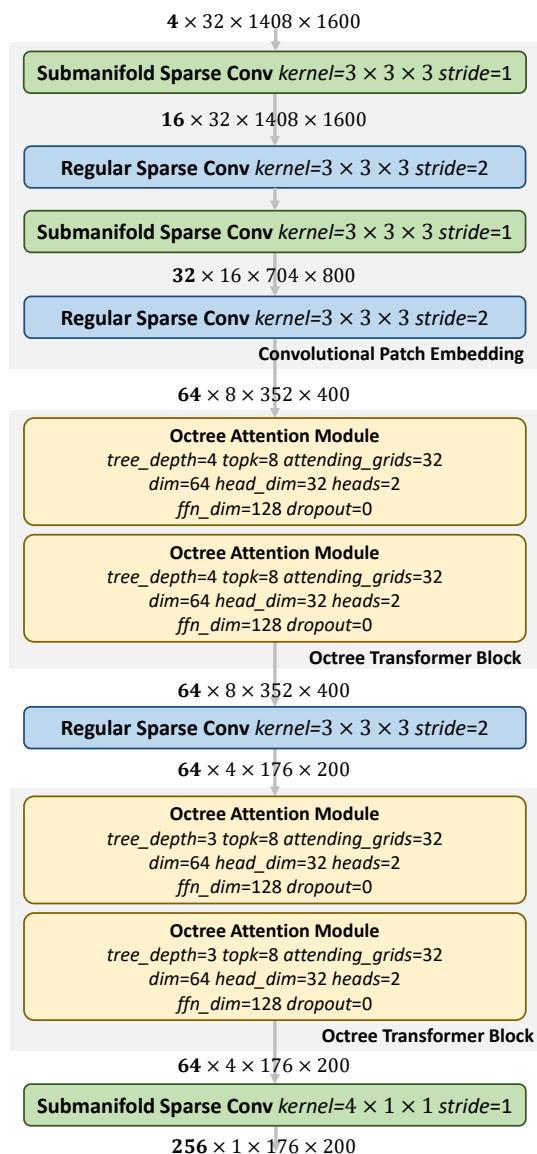 4 × 32 × 1408 × 1600
Submanifold Sparse Conv kernel=3 × 3 × 3 stride=1
16 × 32 × 1408 × 1600
Regular Sparse Conv kernel=3 × 3 × 3 stride=2
Submanifold Sparse Conv kernel=3 × 3 × 3 stride=1
32 × 16 × 704 × 800
Regular Sparse Conv kernel=3 × 3 × 3 stride=2
Convolutional Patch Embedding
64 × 8 × 352 × 400
Octree Attention Module
tree_depth=4 topk=8 attending_grids=32
dim=64 head_dim=32 heads=2
ffn_dim=128 dropout=0
Octree Attention Module
tree_depth=4 topk=8 attending_grids=32
dim=64 head_dim=32 heads=2
ffn_dim=128 dropout=0
Octree Transformer Block
64 × 8 × 352 × 400
Regular Sparse Conv kernel=3 × 3 × 3 stride=2
64 × 4 × 176 × 200
Octree Attention Module
tree_depth=3 topk=8 attending_grids=32
dim=64 head_dim=32 heads=2
ffn_dim=128 dropout=0
Octree Attention Module
tree_depth=3 topk=8 attending_grids=32
dim=64 head_dim=32 heads=2
ffn_dim=128 dropout=0
Octree Transformer Block
64 × 4 × 176 × 200
Submanifold Sparse Conv kernel=4 × 1 × 1 stride=1
256 × 1 × 176 × 200